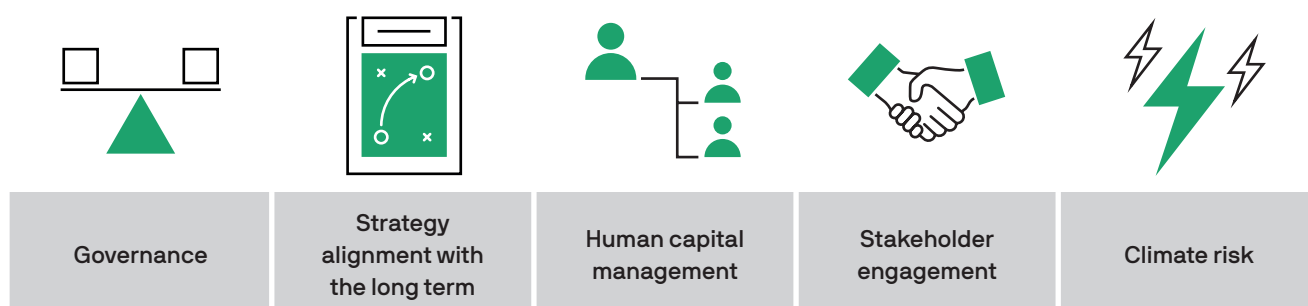 Governance
Strategy
alignment with
the long term
Human capital
management
Stakeholder
engagement
Climate risk